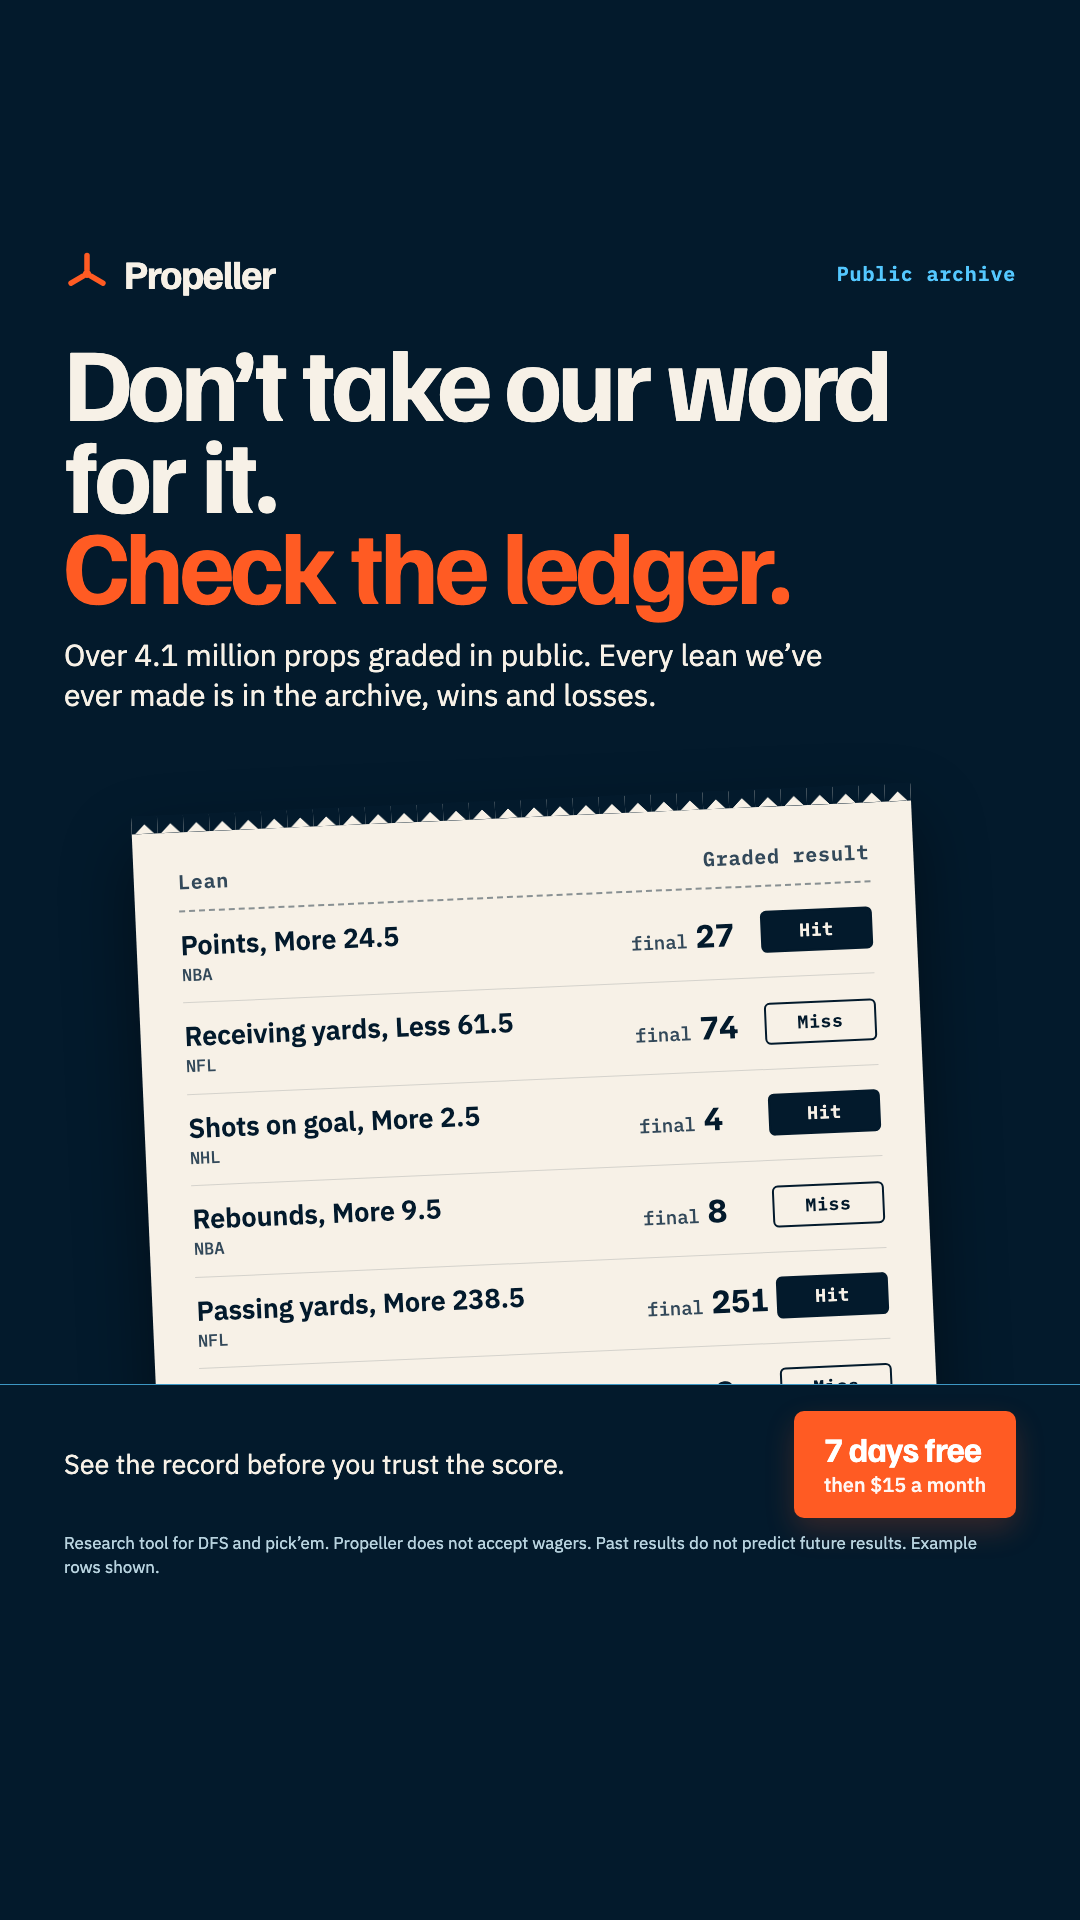 Propeller
Public archive
Don’t take our word
for it.
Check the ledger.
Over 4.1 million props graded in public. Every lean we’ve
ever made is in the archive, wins and losses.
Lean
Graded result
Points, More 24.5
NBA
final 27
Hit
Receiving yards, Less 61.5
NFL
final 74
Miss
Shots on goal, More 2.5
NHL
final 4
Hit
Rebounds, More 9.5
NBA
final 8
Miss
Passing yards, More 238.5
NFL
final 251
Hit
See the record before you trust the score.
7 days free
then $15 a month
Research tool for DFS and pick’em. Propeller does not accept wagers. Past results do not predict future results. Example
rows shown.